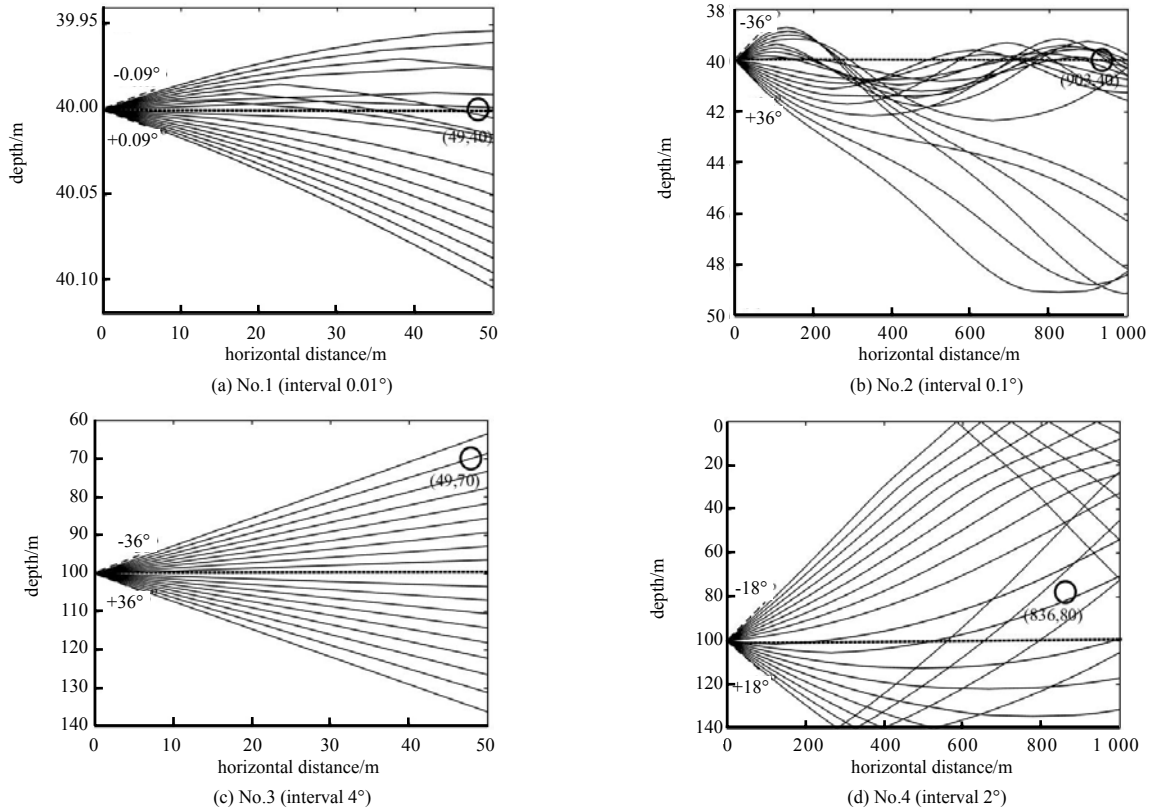 39.95
40.00
40.05
40.10
depth/m
-0.09°
+0.09°
(49,40)
0 10 20 30 40 50
horizontal distance/m
(a) No.1 (interval 0.01°)
38
40
42
44
46
48
50
depth/m
-36°
+36°
(903,40)
0 200 400 600 800 1 000
horizontal distance/m
(b) No.2 (interval 0.1°)
60
70
80
90
100
110
120
130
140
depth/m
-36°
+36°
(49,70)
0 10 20 30 40 50
horizontal distance/m
(c) No.3 (interval 4°)
0
20
40
60
80
100
120
140
depth/m
-18°
+18°
(836,80)
0 200 400 600 800 1 000
horizontal distance/m
(d) No.4 (interval 2°)